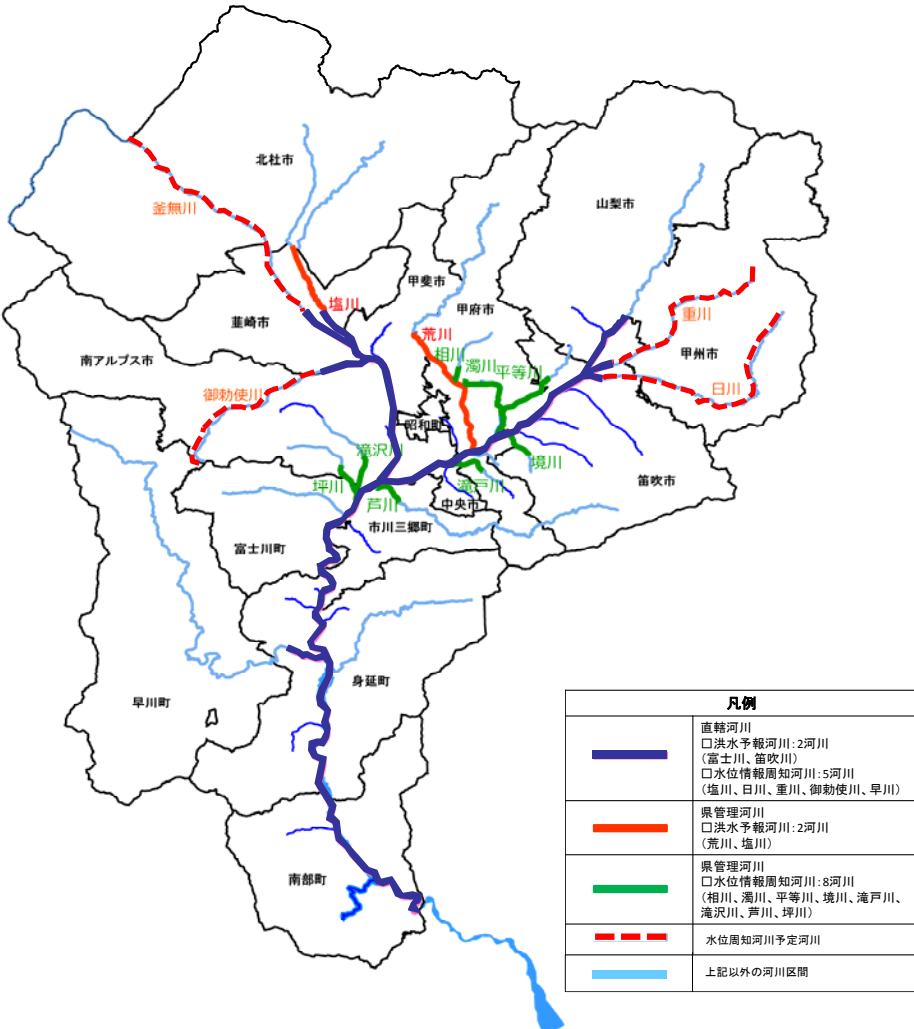 北杜市
釜無川
山梨市
甲斐市
塩川
甲府市
韮崎市
荒川
重川
相川
濁川
平等川
甲州市
南アルプス市
御勅使川
日川
昭和町
滝沢川
境川
坪川
芦川
滝戸川
笛吹市
中央市
市川三郷町
富士川町
身延町
早川町
南部町
凡例
直轄河川
□洪水予報河川:2河川
(富士川、笛吹川)
□水位情報周知河川:5河川
(塩川、日川、重川、御勅使川、早川)
県管理河川
□洪水予報河川:2河川
(荒川、塩川)
県管理河川
□水位情報周知河川:8河川
(相川、濁川、平等川、境川、滝戸川、
滝沢川、芦川、坪川)
水位周知河川予定河川
上記以外の河川区間